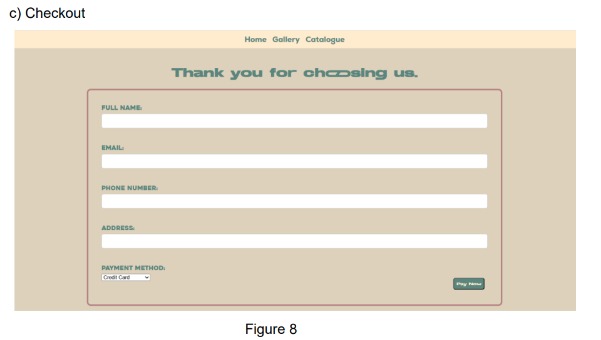 c) Checkout
Home Gallery Catalogue
Thank you for choosing us.
FULL NAME:
EMAIL:
PHONE NUMBER:
ADDRESS:
PAYMENT METHOD:
Credit Card
Pay Now
Figure 8